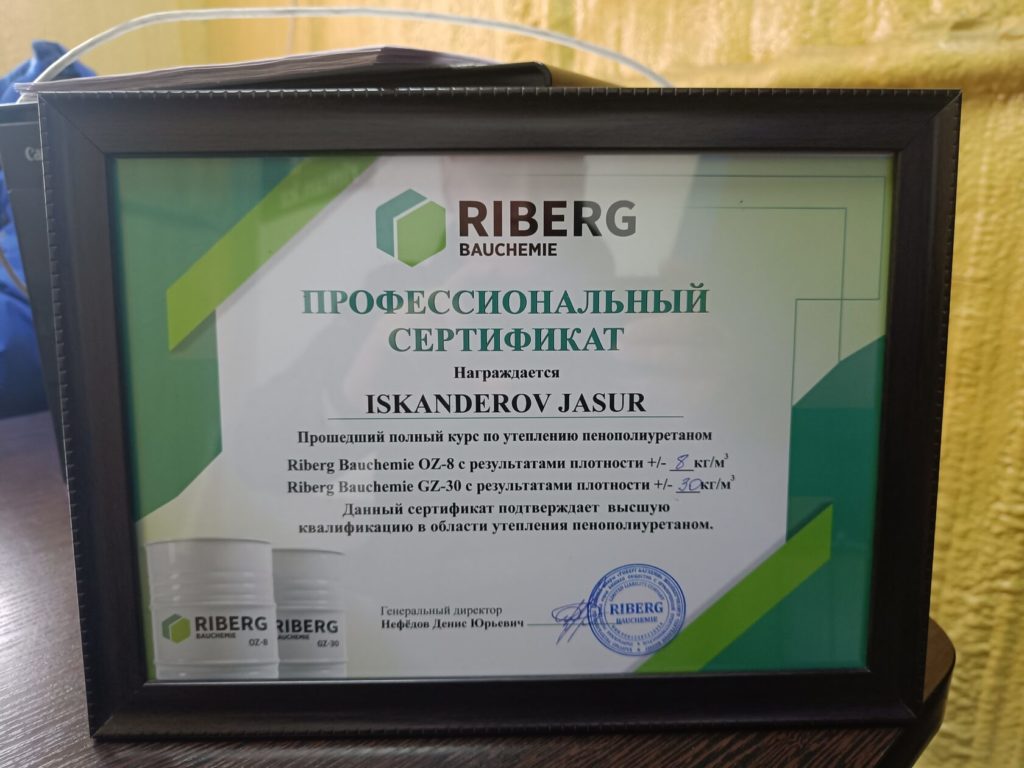 Ca
RIBERG
BAUCHEMIE
ПРОФЕССИОНАЛЬНЫЙ
СЕРТИФИКАТ
Награждается
ISKANDEROV JASUR
Прошедший полный курс по утеплению пенополиуретаном
Riberg Bauchemie OZ-8 с результатами плотности +/- 8 кг/м³
Riberg Bauchemie GZ-30 с результатами плотности +/- 30 кг/м³
Данный сертификат подтверждает высшую
квалификацию в области утепления пенополиуретаном.
Генеральный директор
Нефёдов Денис Юрьевич
RIBERG
BAUCHEMIE
RIBERG
BAUCHEMIE
OZ-8
RIBERG
AUCHEMIE
GZ-30